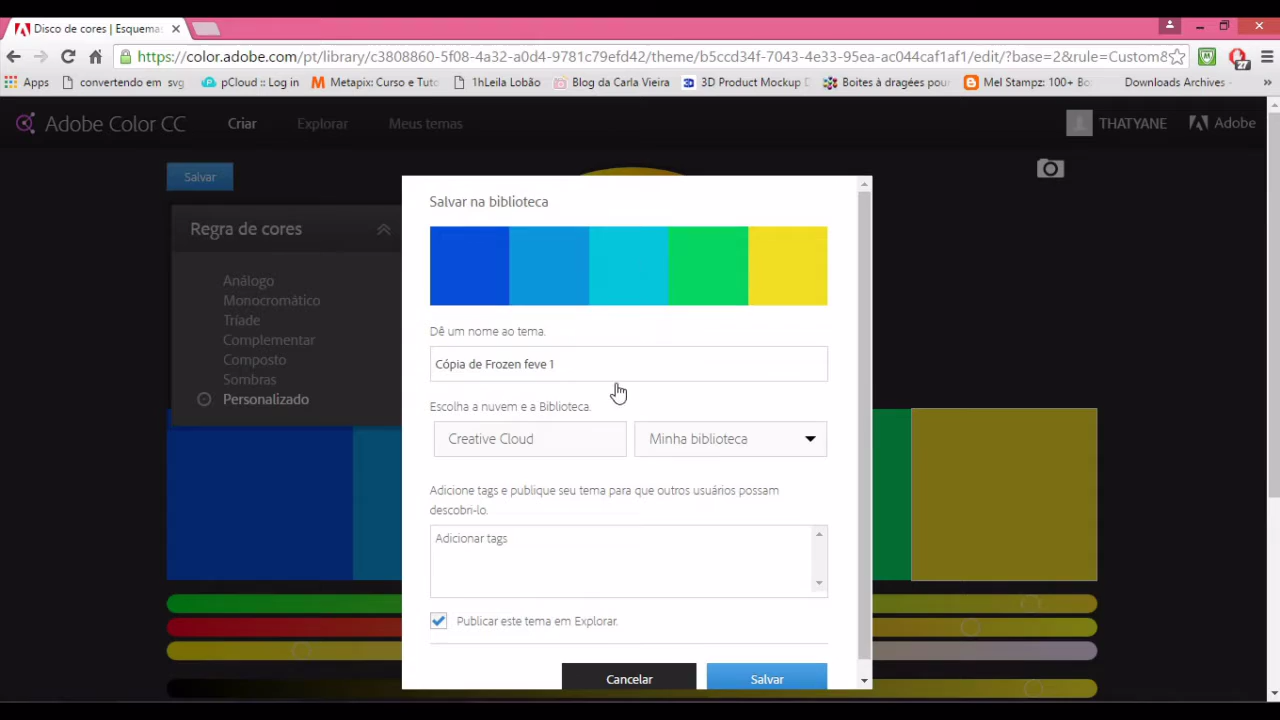 Disco de cores | Esquema
https://color.adobe.com/pt/library/c3808860-5f08-4a32-a0d4-9781c79efd42/theme/b5ccd34f-7043-4e33-95ea-ac044caf1af1/edit/?base=2&rule=Custom8
27
Apps convertendo em svg pCloud :: Log in Metapix: Curso e Tuto 1hLeila Lobão Blog da Carla Vieira 3D Product Mockup Boites à dragées pour Mel Stampz: 100+ Bo Downloads Archives »
Adobe Color CC Criar Explorar Meus temas THATYANE Adobe
Salvar
Regra de cores
Análogo
Monocromático
Tríade
Complementar
Composto
Sombras
Personalizado
Salvar na biblioteca
Dê um nome ao tema.
Cópia de Frozen feve 1
Escolha a nuvem e a Biblioteca.
Creative Cloud Minha biblioteca
Adicione tags e publique seu tema para que outros usuários possam
descobri-lo.
Adicionar tags
Publicar este tema em Explorar.
Cancelar Salvar